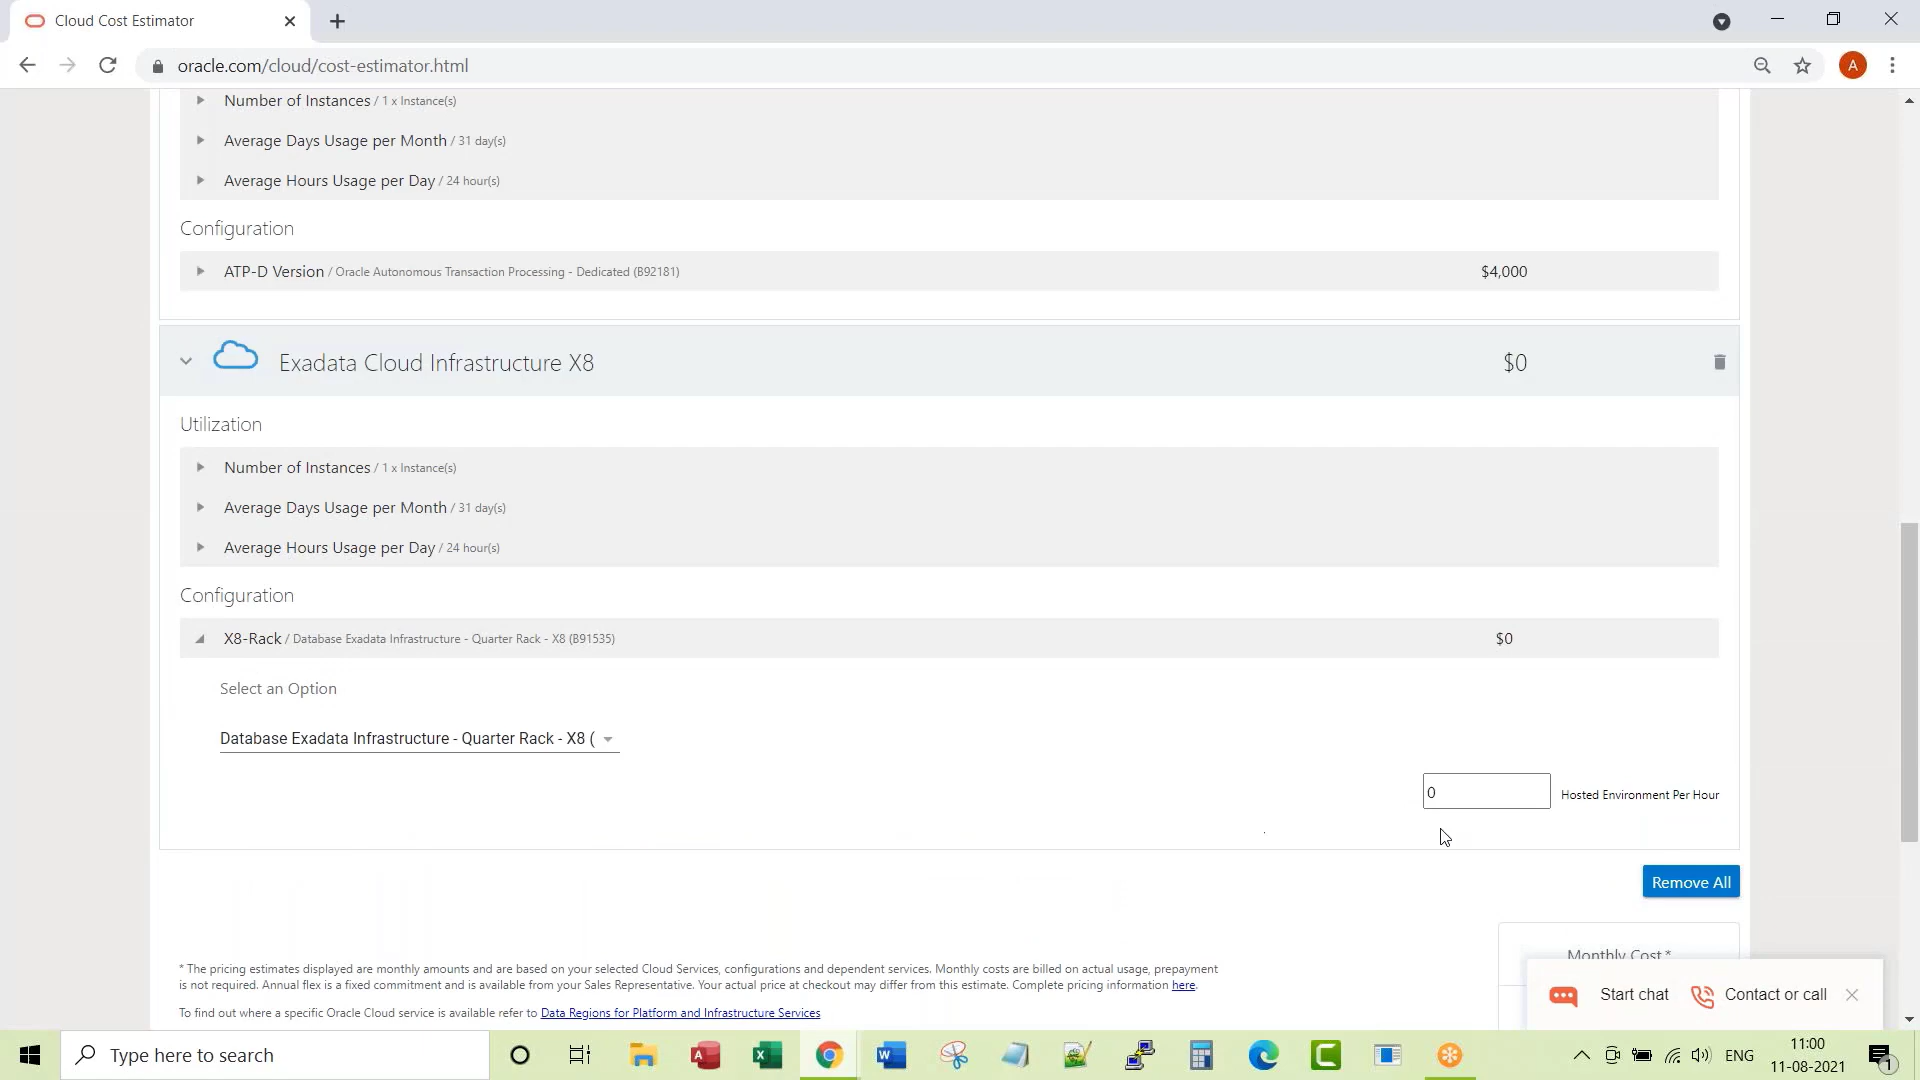 Cloud Cost Estimator
oracle.com/cloud/cost-estimator.html
A
Number of Instances / 1 x Instance(s)
Average Days Usage per Month / 31 day(s)
Average Hours Usage per Day / 24 hour(s)
Configuration
ATP-D Version / Oracle Autonomous Transaction Processing - Dedicated (B92181) $4,000
Exadata Cloud Infrastructure X8 $0
Utilization
Number of Instances / 1 x Instance(s)
Average Days Usage per Month / 31 day(s)
Average Hours Usage per Day / 24 hour(s)
Configuration
X8-Rack / Database Exadata Infrastructure - Quarter Rack - X8 (B91535) $0
Select an Option
Database Exadata Infrastructure - Quarter Rack - X8 (
0 Hosted Environment Per Hour
Remove All
Monthly Cost *
* The pricing estimates displayed are monthly amounts and are based on your selected Cloud Services, configurations and dependent services. Monthly costs are billed on actual usage, prepayment
is not required. Annual flex is a fixed commitment and is available from your Sales Representative. Your actual price at checkout may differ from this estimate. Complete pricing information here.
To find out where a specific Oracle Cloud service is available refer to Data Regions for Platform and Infrastructure Services
Start chat Contact or call
Type here to search
ENG
11:00
11-08-2021
1